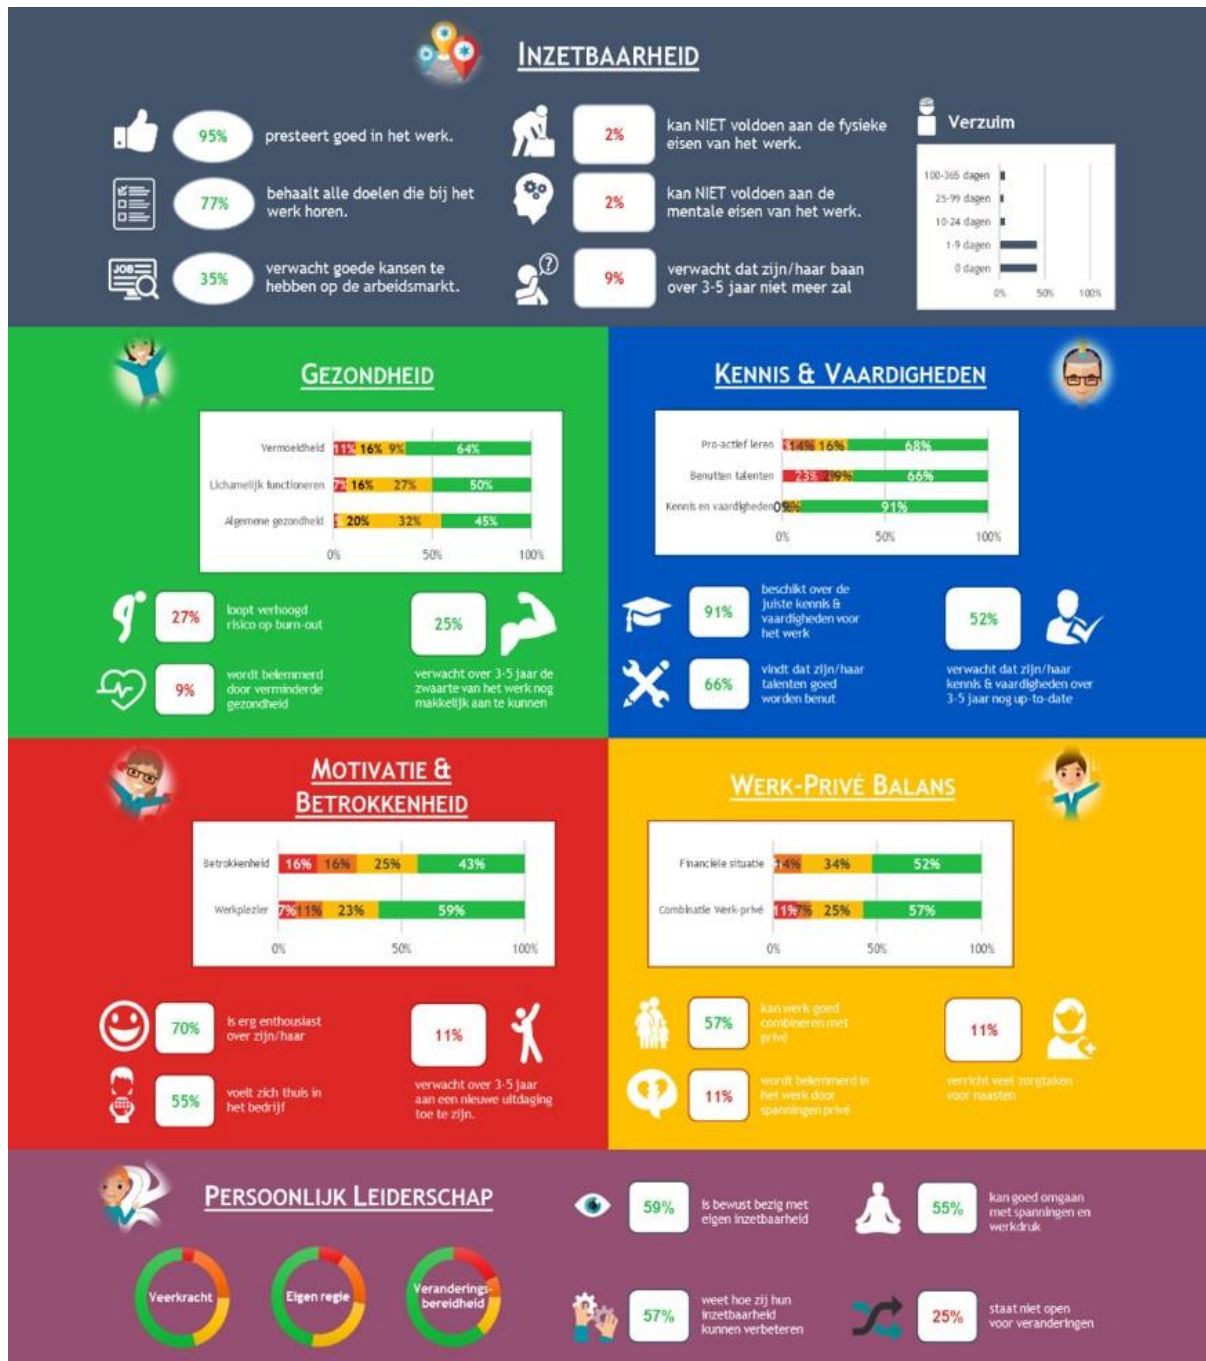 INZETBAARHEID
95%
presteert goed in het werk.
77%
behaalt alle doelen die bij het
werk horen.
35%
verwacht goede kansen te
hebben op de arbeidsmarkt.
JOB
2%
kan NIET voldoen aan de fysieke
eisen van het werk.
2%
kan NIET voldoen aan de
mentale eisen van het werk.
9%
verwacht dat zijn/haar baan
over 3-5 jaar niet meer zal
Verzuim
100-365 dagen
25-99 dagen
10-24 dagen
1-9 dagen
0 dagen
0% 50% 100%
GEZONDHEID
Vermoeidheid 11% 16% 9% 64%
Lichamelijk functioneren 7% 16% 27% 50%
Algemene gezondheid 20% 32% 45%
0% 50% 100%
27%
loopt verhoogd
risico op burn-out
9%
wordt belemmerd
door verminderde
gezondheid
25%
verwacht over 3-5 jaar de
zwaarte van het werk nog
makkelijk aan te kunnen
KENNIS & VAARDIGHEDEN
Pro-actief leren 14% 16% 68%
Benutten talenten 23% 9% 66%
Kennis en vaardigheden 0% 9% 91%
0% 50% 100%
91%
beschikt over de
juiste kennis &
vaardigheden voor
het werk
66%
vindt dat zijn/haar
talenten goed
worden benut
52%
verwacht dat zijn/haar
kennis & vaardigheden over
3-5 jaar nog up-to-date
MOTIVATIE &
BETROKKENHEID
Betrokkenheid 16% 16% 25% 43%
Werkplezier 7% 11% 23% 59%
0% 50% 100%
70%
is erg enthousiast
over zijn/haar
55%
voelt zich thuis in
het bedrijf
11%
verwacht over 3-5 jaar
aan een nieuwe uitdaging
toe te zijn.
WERK-PRIVÉ BALANS
Financiële situatie 14% 34% 52%
Combinatie Werk-privé 11% 7% 25% 57%
0% 50% 100%
57%
kan werk goed
combineren met
privé
11%
wordt belemmerd in
het werk door
spanningen privé
11%
verricht veel zorgtaken
voor naasten
PERSOONLIJK LEIDERSCHAP
Veerkracht
Eigen regie
Veranderings-
bereidheid
59%
is bewust bezig met
eigen inzetbaarheid
57%
weet hoe zij hun
inzetbaarheid
kunnen verbeteren
55%
kan goed omgaan
met spanningen en
werkdruk
25%
staat niet open
voor veranderingen